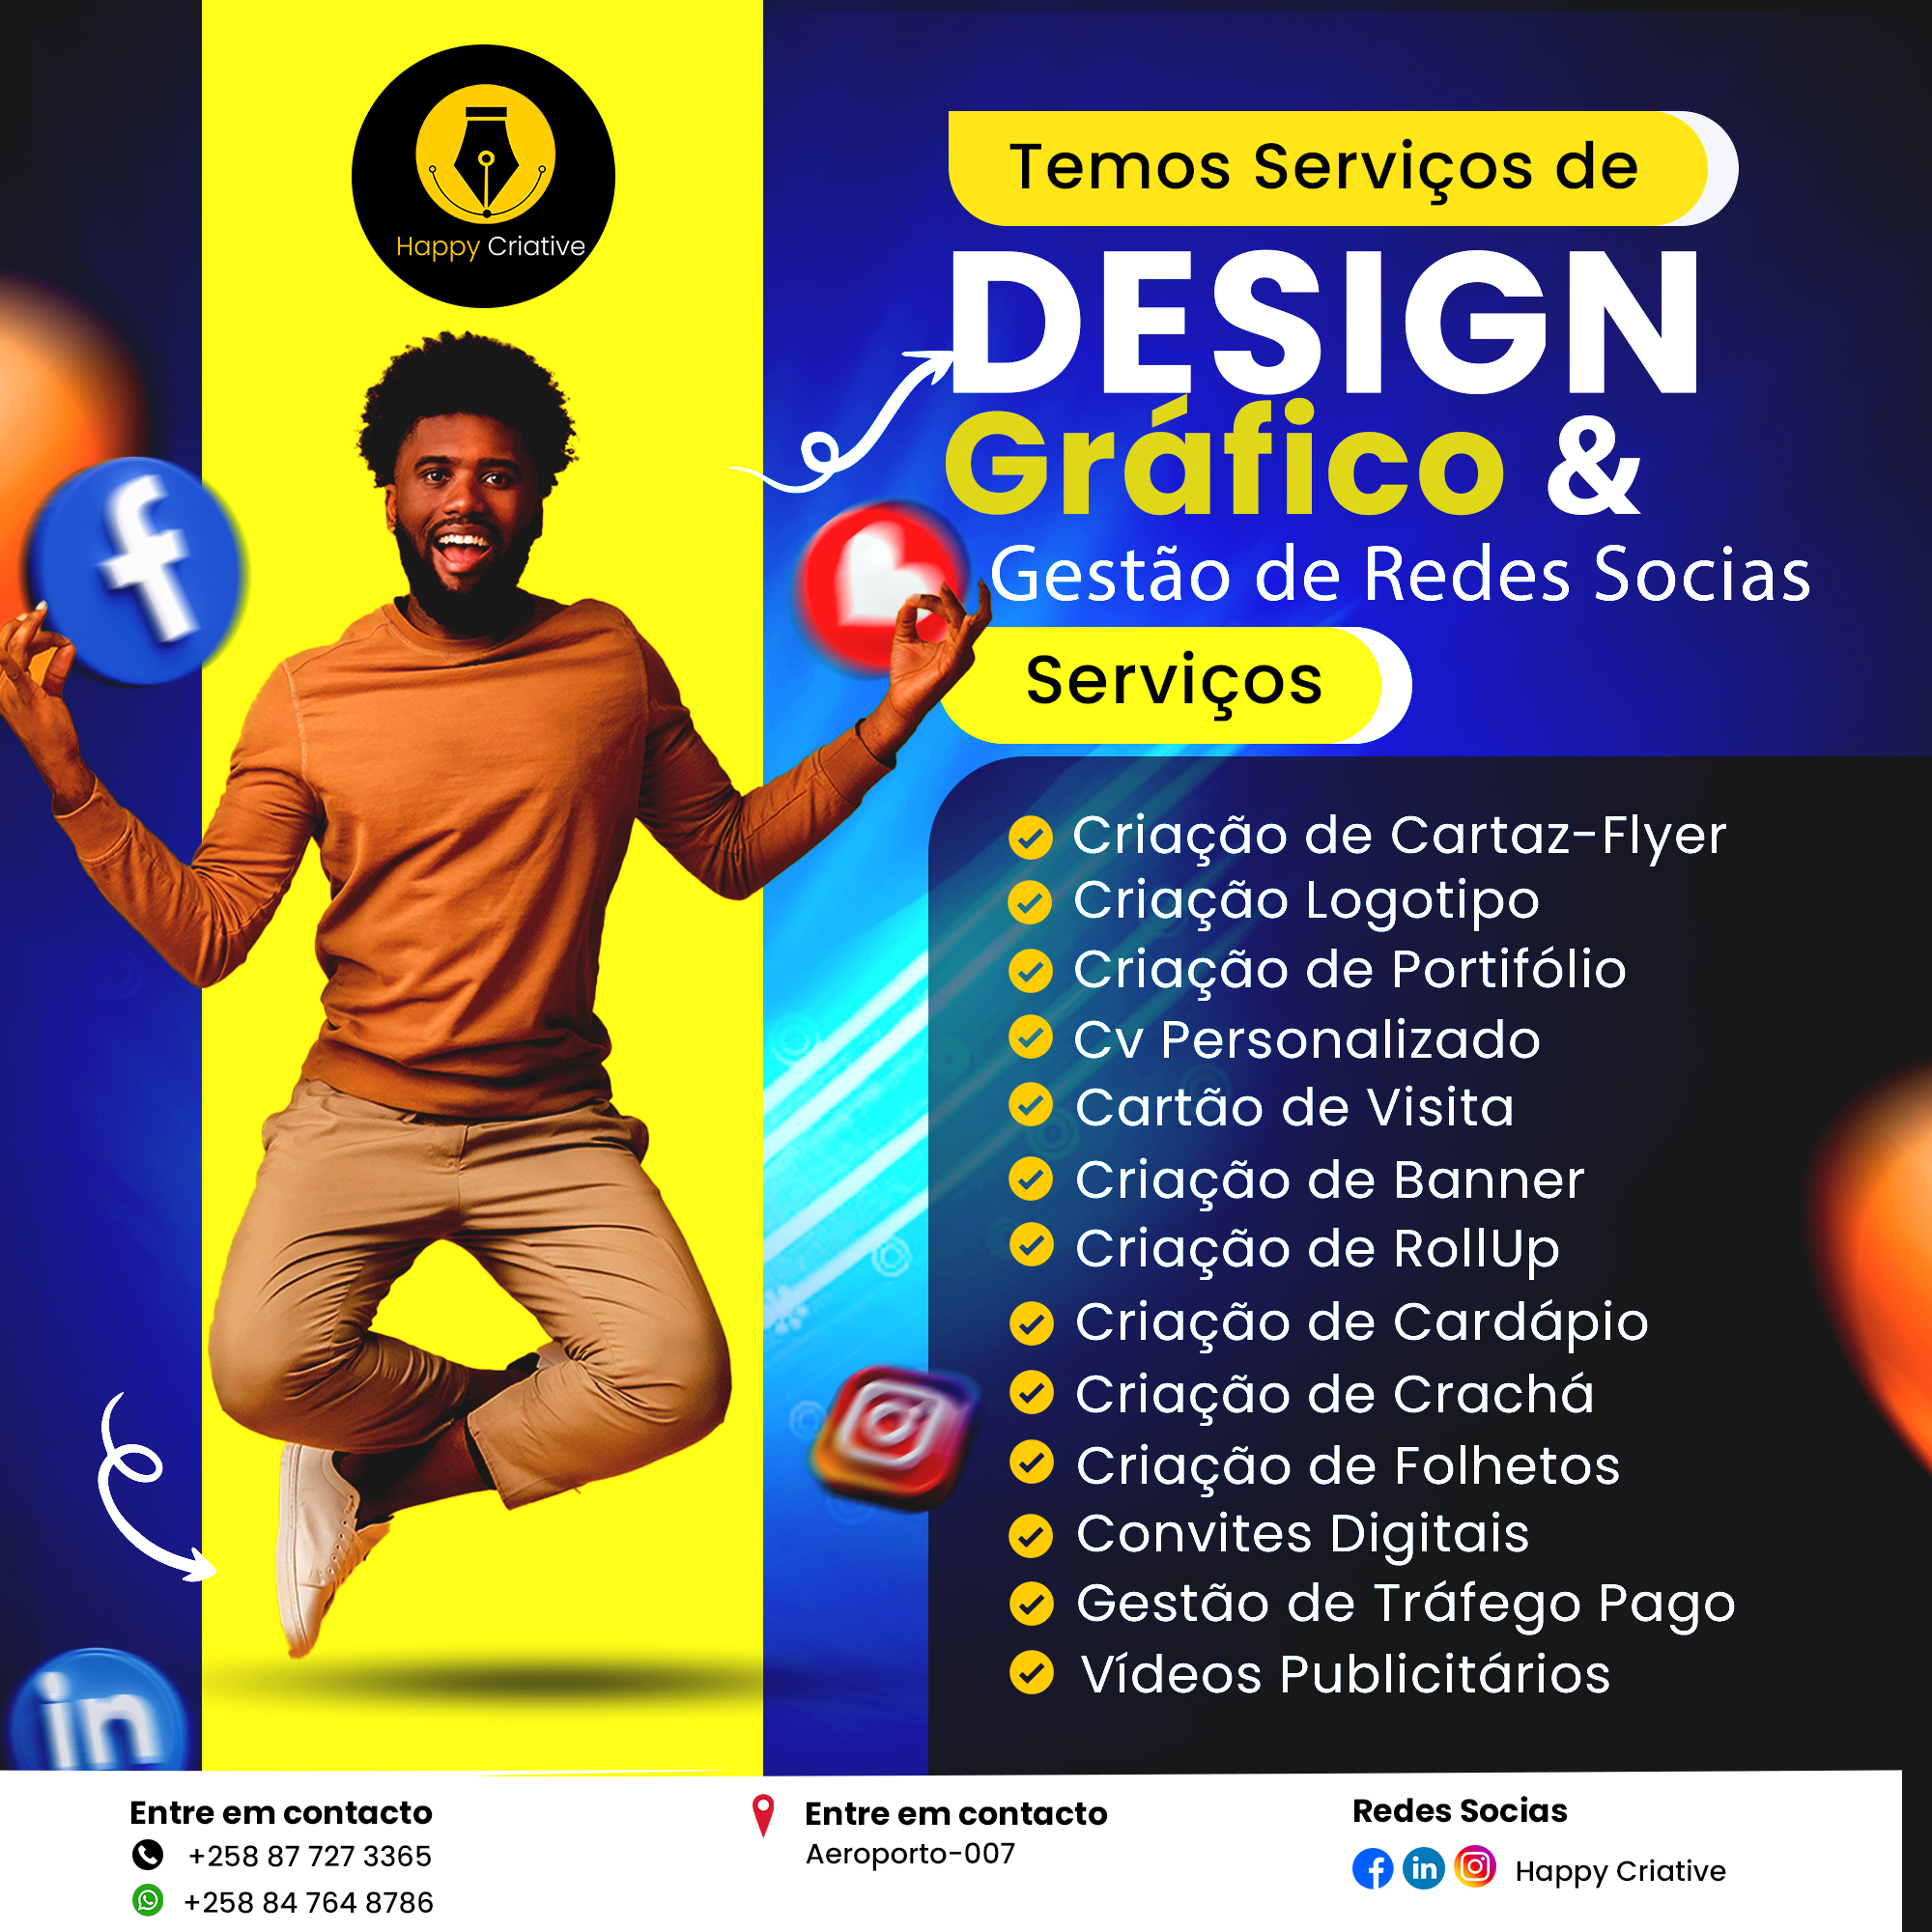 Happy Criative
Temos Serviços de
DESIGN
Gráfico &
Gestão de Redes Socias
Serviços
Criação de Cartaz-Flyer
Criação Logotipo
Criação de Portifólio
Cv Personalizado
Cartão de Visita
Criação de Banner
Criação de RollUp
Criação de Cardápio
Criação de Crachá
Criação de Folhetos
Convites Digitais
Gestão de Tráfego Pago
Vídeos Publicitários
in
Entre em contacto
+258 87 727 3365
+258 84 764 8786
Entre em contacto
Aeroporto-007
Redes Socias
Happy Criative